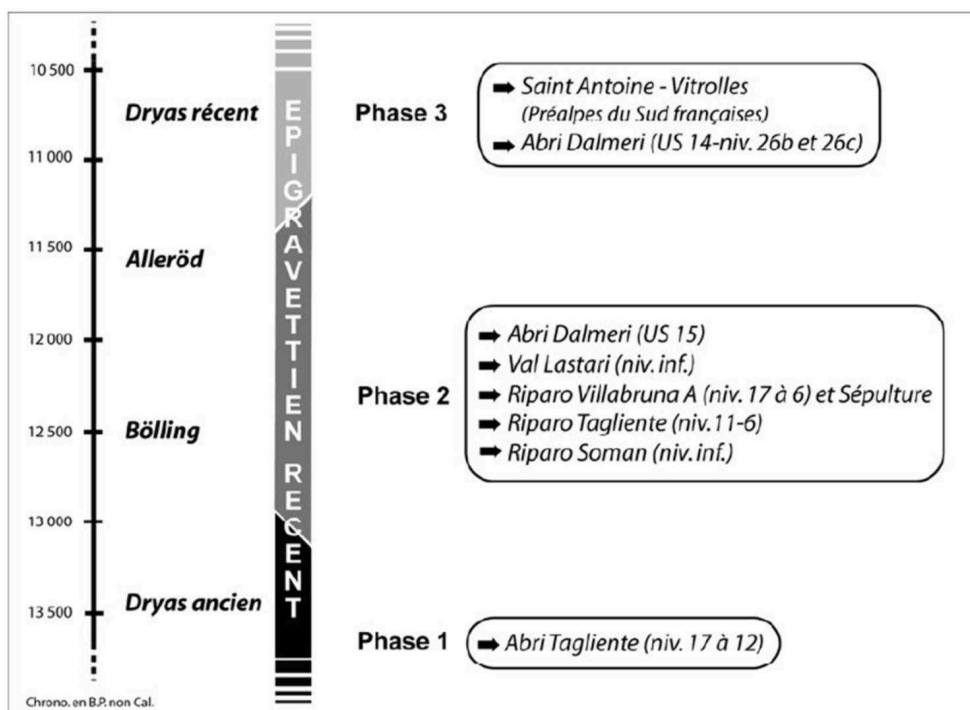 10 500
Dryas récent
11 000
11 500
Alleröd
12 000
12 500
Bölling
13 000
13 500
Dryas ancien
Chrono. en B.P. non Cal.
EPIGRAVETTIEN RECENT
Phase 3
Saint Antoine - Vitrolles
(Préalpes du Sud françaises)
Abri Dalmeri (US 14-niv. 26b et 26c)
Phase 2
Abri Dalmeri (US 15)
Val Lastari (niv. inf.)
Riparo Villabruna A (niv. 17 à 6) et Sépulture
Riparo Tagliente (niv. 11-6)
Riparo Soman (niv. inf.)
Phase 1
Abri Tagliente (niv. 17 à 12)